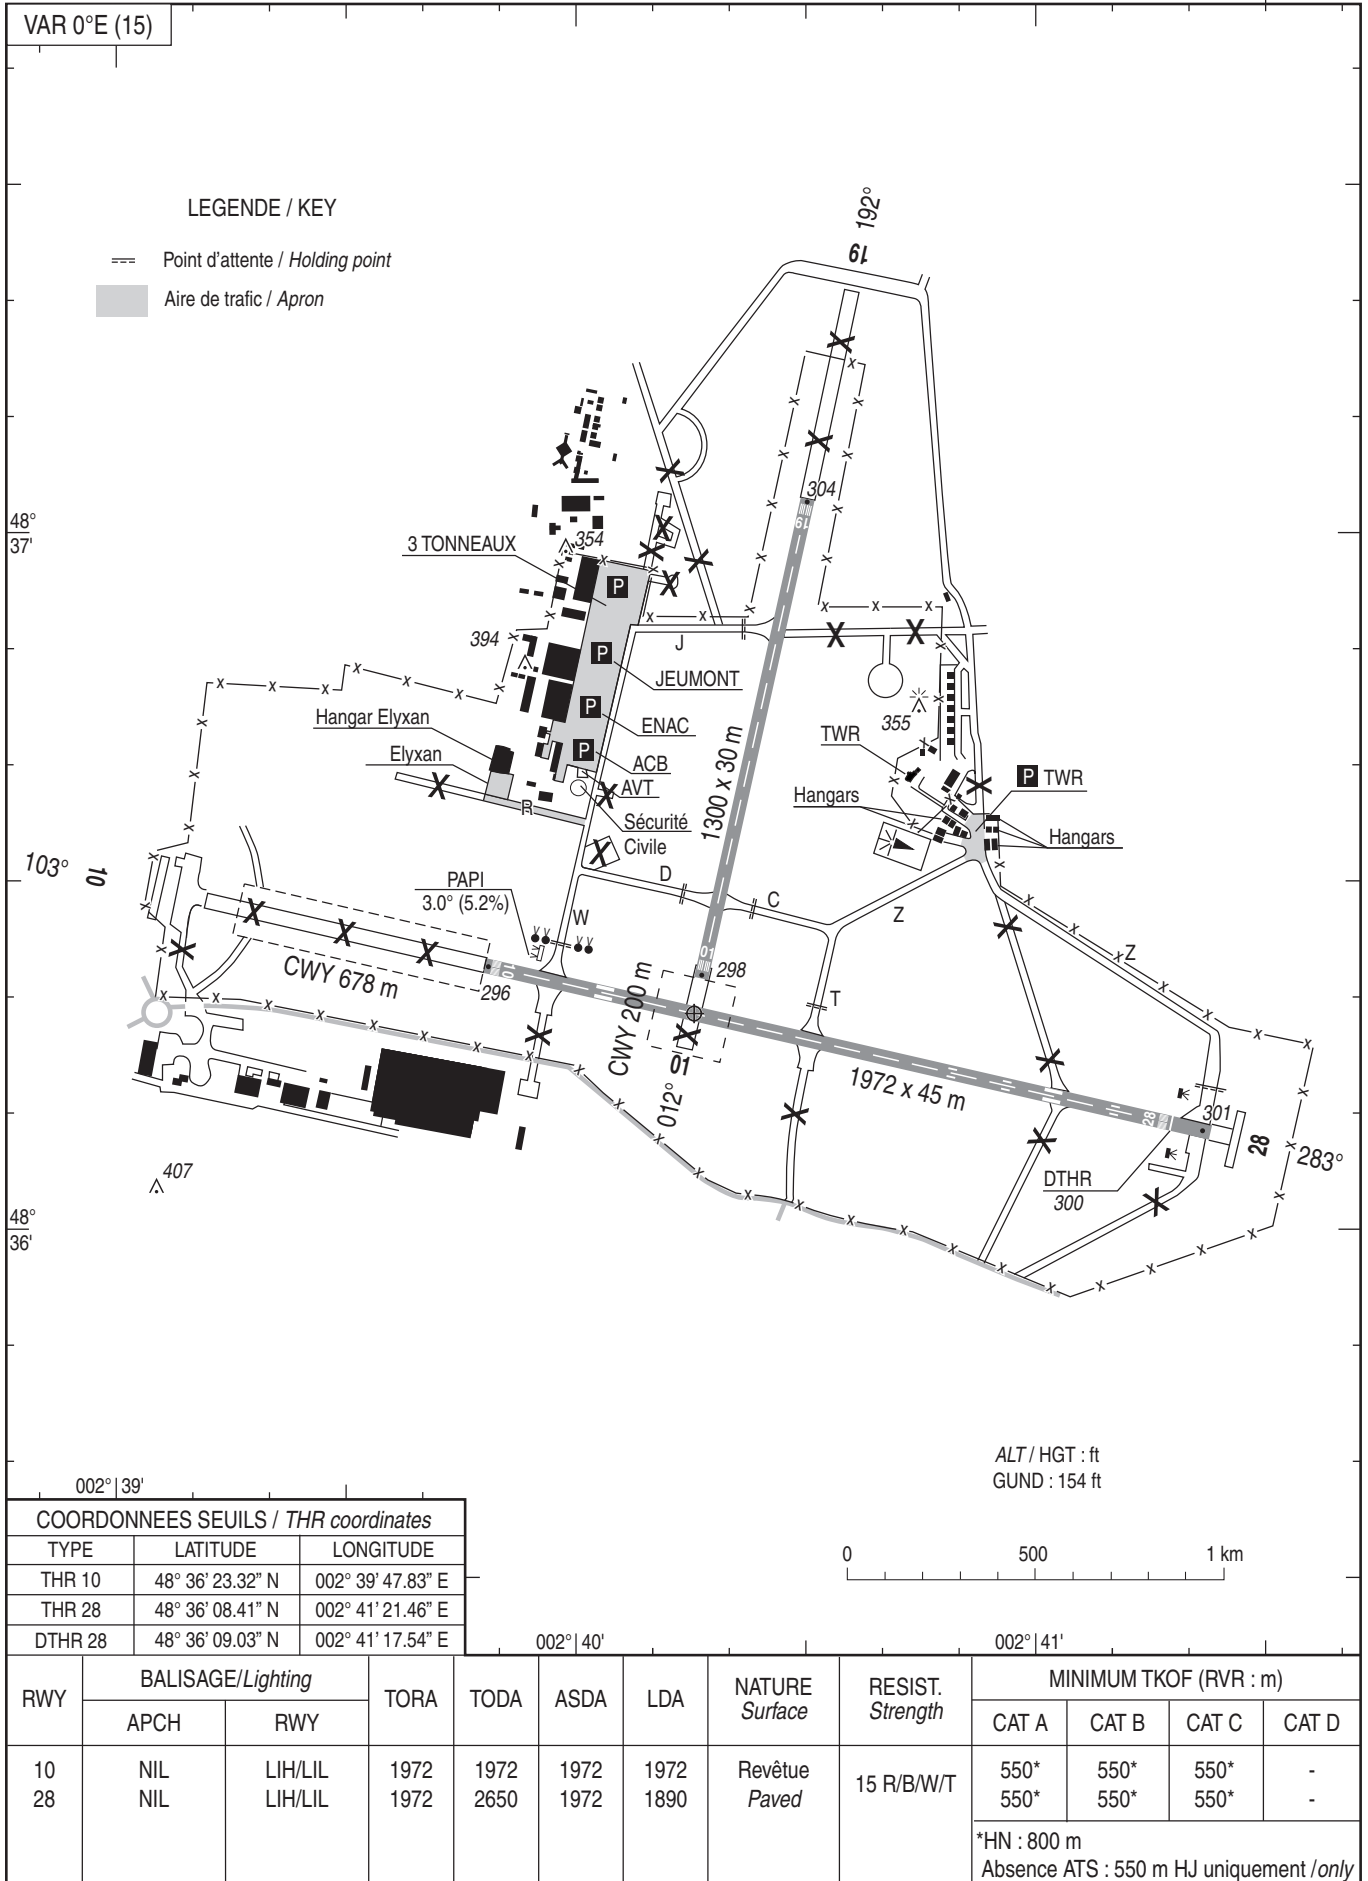 VAR 0°E (15)
LEGENDE / KEY
Point d'attente / Holding point
Aire de trafic / Apron
192°
19
304
19
48°
37'
3 TONNEAUX
354
P
394
J
P
JEUMONT
Hangar Elyxan
P
ENAC
355
Elyxan
P
ACB
TWR
AVT
P TWR
R
Hangars
Sécurité
Civile
Hangars
1300 x 30 m
103°
10
PAPI
3.0° (5.2%)
D
C
W
Z
Z
CWY 678 m
296
10
01
298
T
CWY 200 m
01
012°
1972 x 45 m
28
301
28
283°
407
DTHR
300
48°
36'
ALT / HGT : ft
GUND : 154 ft
002° 39'
0 500 1 km
002° 40'
002° 41'
COORDONNEES SEUILS / THR coordinates
TYPE LATITUDE LONGITUDE
THR 10 48° 36' 23.32" N 002° 39' 47.83" E
THR 28 48° 36' 08.41" N 002° 41' 21.46" E
DTHR 28 48° 36' 09.03" N 002° 41' 17.54" E
RWY BALISAGE/Lighting TORA TODA ASDA LDA NATURE Surface RESIST. Strength MINIMUM TKOF (RVR : m)
APCH RWY CAT A CAT B CAT C CAT D
10 NIL LIH/LIL 1972 1972 1972 1972 Revêtue 15 R/B/W/T 550* 550* 550* -
28 NIL LIH/LIL 1972 2650 1972 1890 Paved 550* 550* 550* -
*HN : 800 m
Absence ATS : 550 m HJ uniquement /only